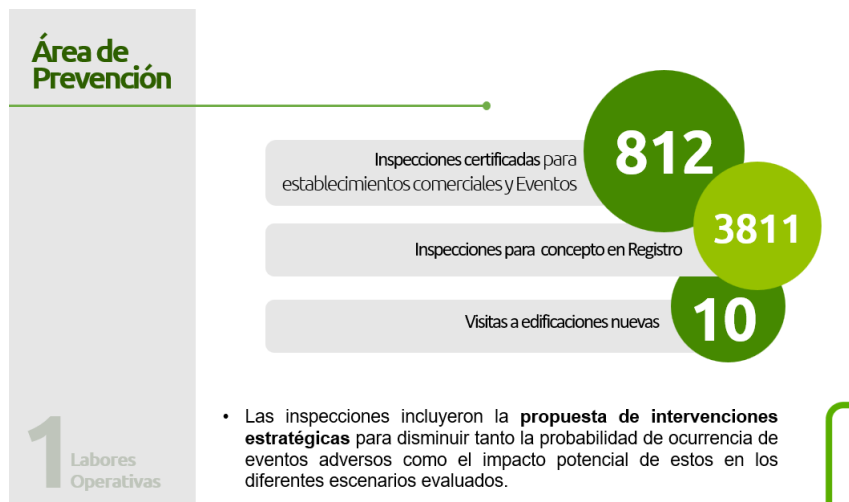 Área de
Prevención
Inspecciones certificadas para
establecimientos comerciales y Eventos
812
Inspecciones para concepto en Registro
3811
Visitas a edificaciones nuevas
10
• Las inspecciones incluyeron la propuesta de intervenciones
estratégicas para disminuir tanto la probabilidad de ocurrencia de
eventos adversos como el impacto potencial de estos en los
diferentes escenarios evaluados.
1 Labores
Operativas